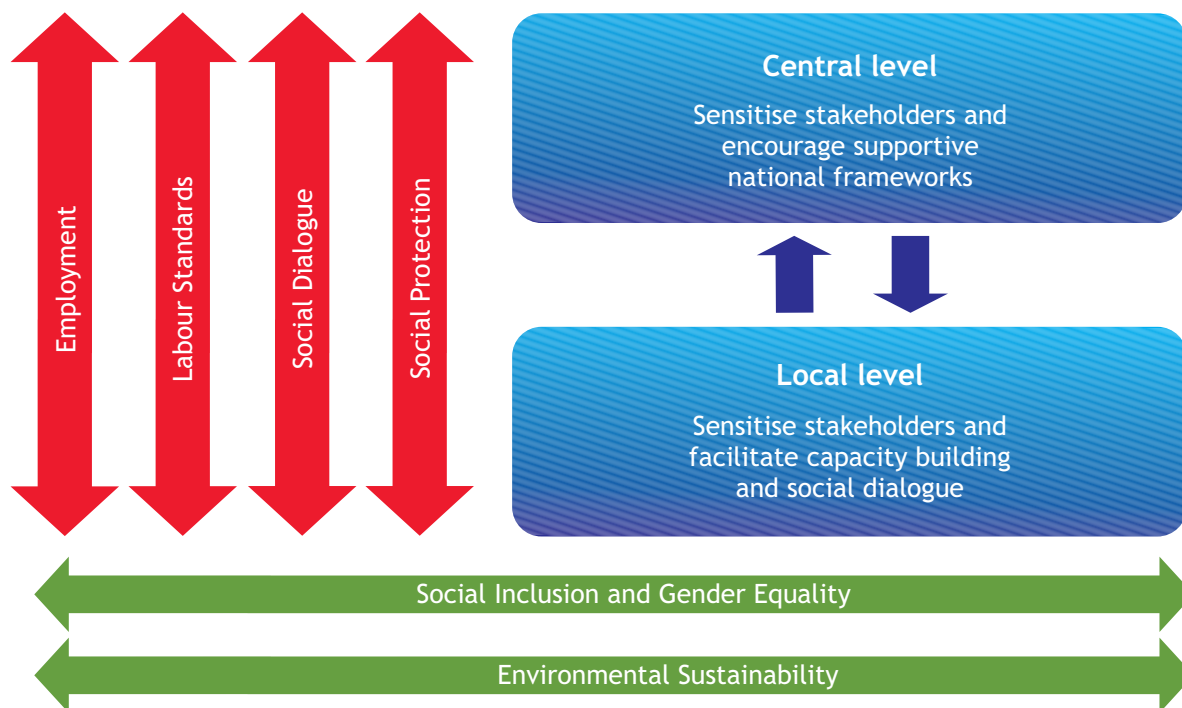 Employment
Labour Standards
Social Dialogue
Social Protection
Central level
Sensitise stakeholders and
encourage supportive
national frameworks
Local level
Sensitise stakeholders and
facilitate capacity building
and social dialogue
Social Inclusion and Gender Equality
Environmental Sustainability